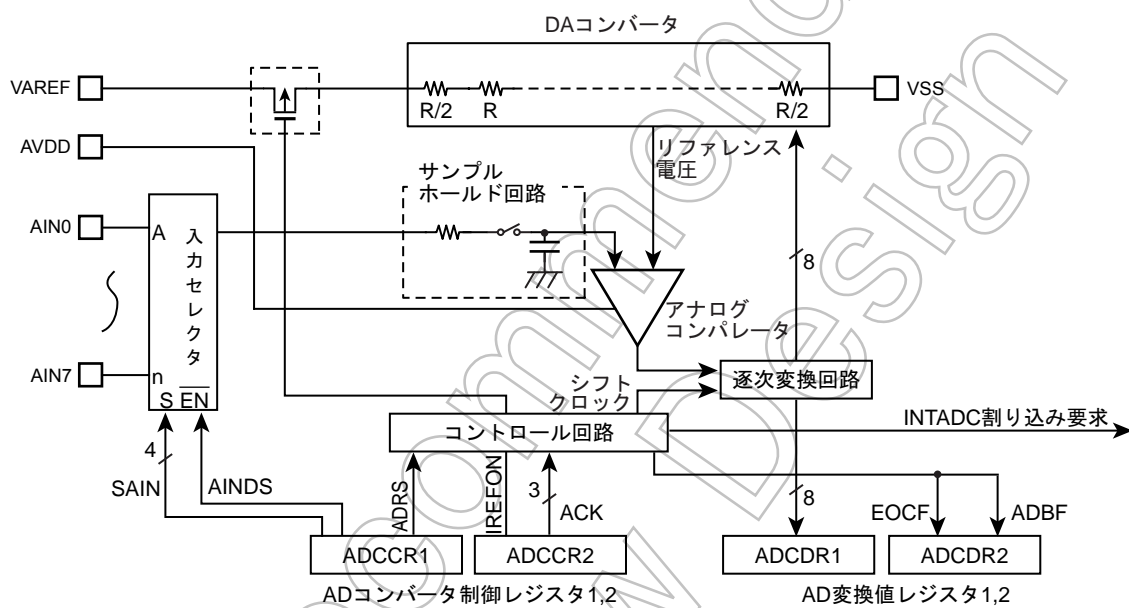 DAコンバータ
VAREF
R/2
R
R/2
VSS
AVDD
リファレンス
電圧
サンプル
ホールド回路
AIN0
A
入力セレクタ
8
アナログ
コンパレータ
AIN7
n
S
EN
シフト
クロック
逐次変換回路
コントロール回路
INTADC割り込み要求
4
SAIN
AINDS
ADRS
IREFON
3
ACK
8
EOCF
ADBF
ADCCR1
ADCCR2
ADCDR1
ADCDR2
ADコンバータ制御レジスタ1,2
AD変換値レジスタ1,2